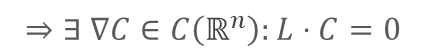 ⇒ ∃ ∇C ∈ C(ℝⁿ): L · C = 0